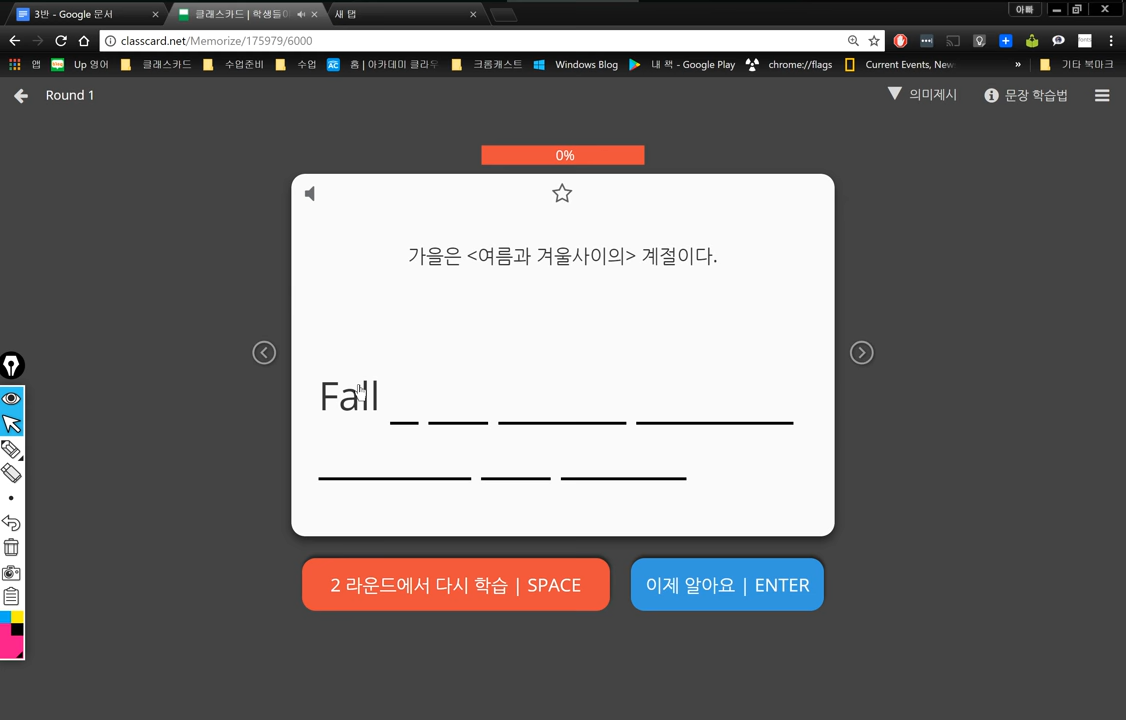 3반 - Google 문서
클래스카드 | 학생들이
새 탭
아빠
classcard.net/Memorize/175979/6000
앱
Up 영어
클래스카드
수업준비
수업
홈 | 아카데미 클라우
크롬캐스트
Windows Blog
내 책 - Google Play
chrome://flags
Current Events, New
»
기타 북마크
Round 1
의미제시
문장 학습법
0%
가을은 <여름과 겨울사이의> 계절이다.
Fall
2 라운드에서 다시 학습 | SPACE
이제 알아요 | ENTER